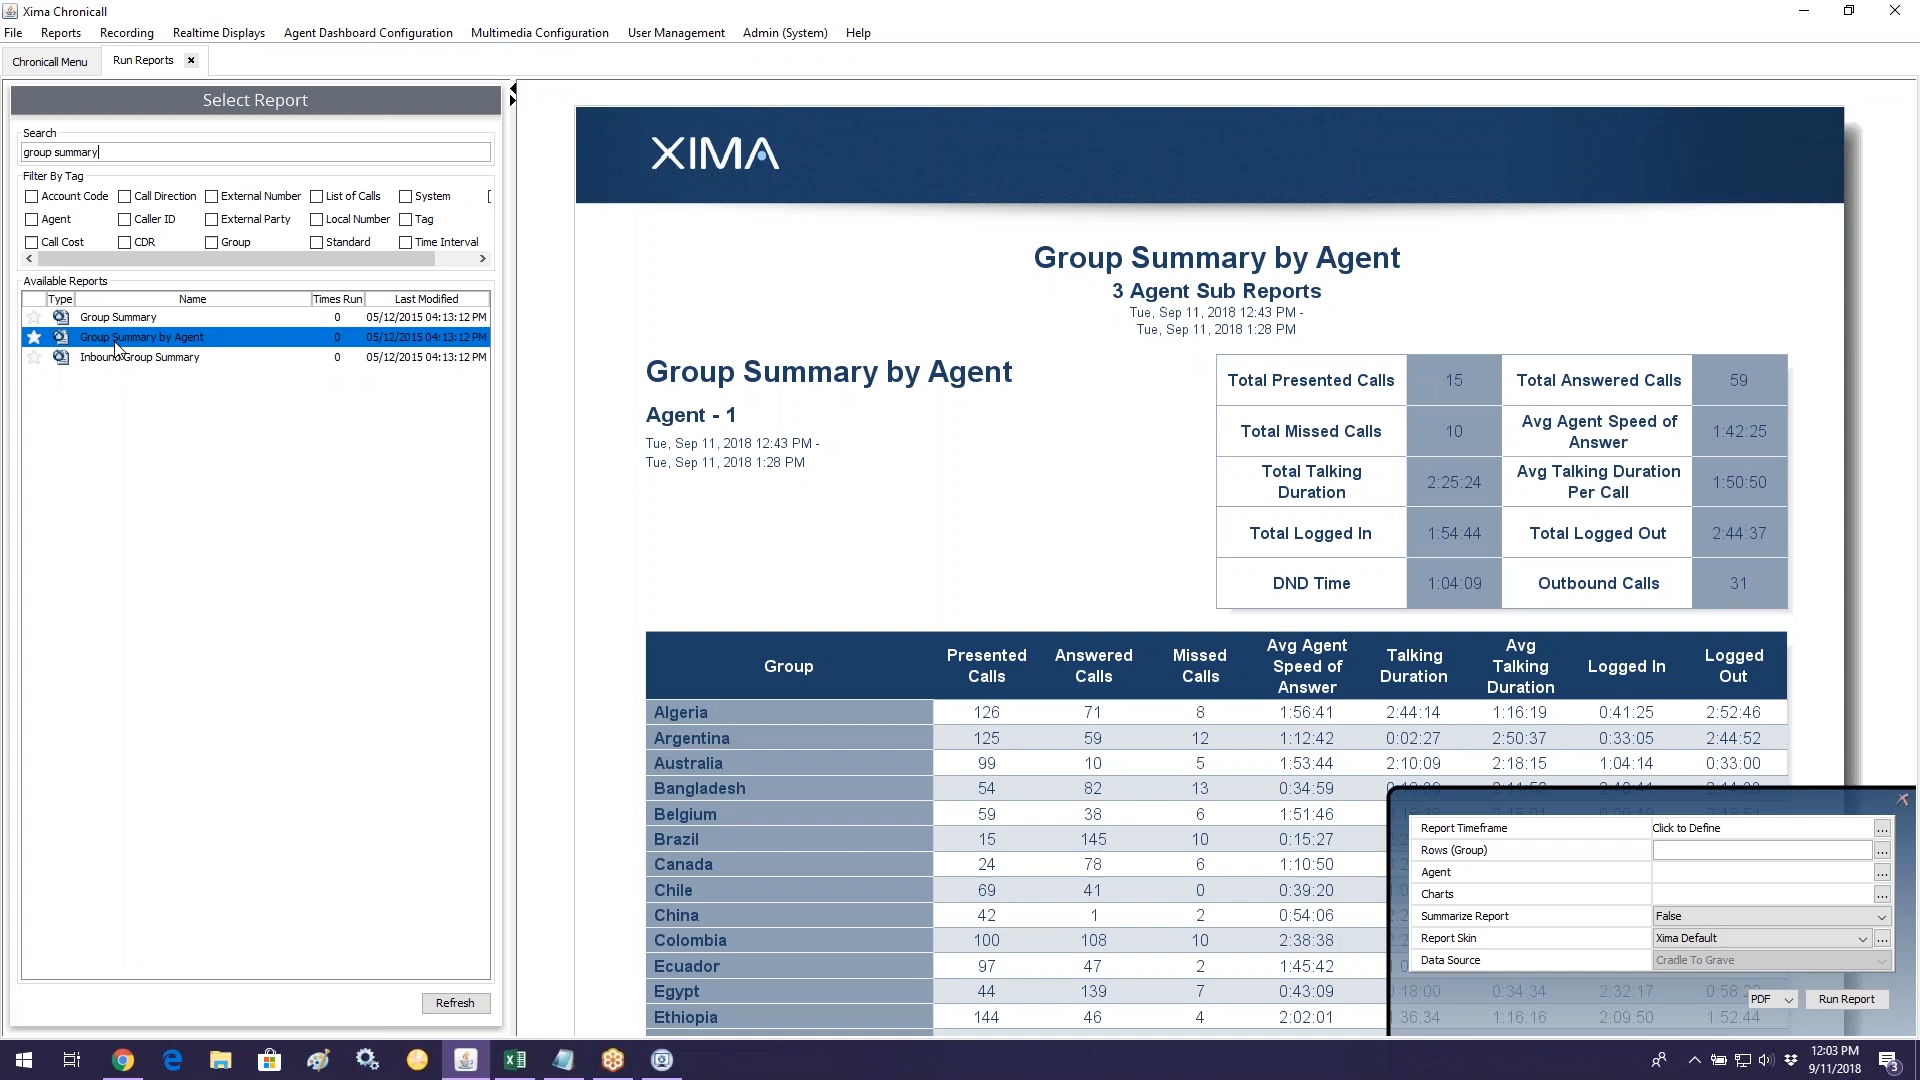 Xima Chronicall
File Reports Recording Realtime Displays Agent Dashboard Configuration Multimedia Configuration User Management Admin (System) Help
Chronicall Menu Run Reports
Select Report
Search
group summary
Filter By Tag
Account Code Call Direction External Number List of Calls System
Agent Caller ID External Party Local Number Tag
Call Cost CDR Group Standard Time Interval
Available Reports
Type Name Times Run Last Modified
Group Summary 0 05/12/2015 04:13:12 PM
Group Summary by Agent 0 05/12/2015 04:13:12 PM
Inbound Group Summary 0 05/12/2015 04:13:12 PM
Refresh
XIMA
Group Summary by Agent
3 Agent Sub Reports
Tue, Sep 11, 2018 12:43 PM -
Tue, Sep 11, 2018 1:28 PM
Group Summary by Agent
Agent - 1
Tue, Sep 11, 2018 12:43 PM -
Tue, Sep 11, 2018 1:28 PM
Total Presented Calls 15 Total Answered Calls 59
Total Missed Calls 10 Avg Agent Speed of Answer 1:42:25
Total Talking Duration 2:25:24 Avg Talking Duration Per Call 1:50:50
Total Logged In 1:54:44 Total Logged Out 2:44:37
DND Time 1:04:09 Outbound Calls 31
Group Presented Calls Answered Calls Missed Calls Avg Agent Speed of Answer Talking Duration Avg Talking Duration Logged In Logged Out
Algeria 126 71 8 1:56:41 2:44:14 1:16:19 0:41:25 2:52:46
Argentina 125 59 12 1:12:42 0:02:27 2:50:37 0:33:05 2:44:52
Australia 99 10 5 1:53:44 2:10:09 2:18:15 1:04:14 0:33:00
Bangladesh 54 82 13 0:34:59
Belgium 59 38 6 1:51:46
Brazil 15 145 10 0:15:27
Canada 24 78 6 1:10:50
Chile 69 41 0 0:39:20
China 42 1 2 0:54:06
Colombia 100 108 10 2:38:38
Ecuador 97 47 2 1:45:42
Egypt 44 139 7 0:43:09 0:18:00 0:34:34 2:32:17
Ethiopia 144 46 4 2:02:01 1:16:16 2:09:50 1:52:44
Report Timeframe Click to Define ...
Rows (Group) ...
Agent ...
Charts ...
Summarize Report False
Report Skin Xima Default ...
Data Source Cradle To Grave
PDF Run Report
12:03 PM
9/11/2018
3